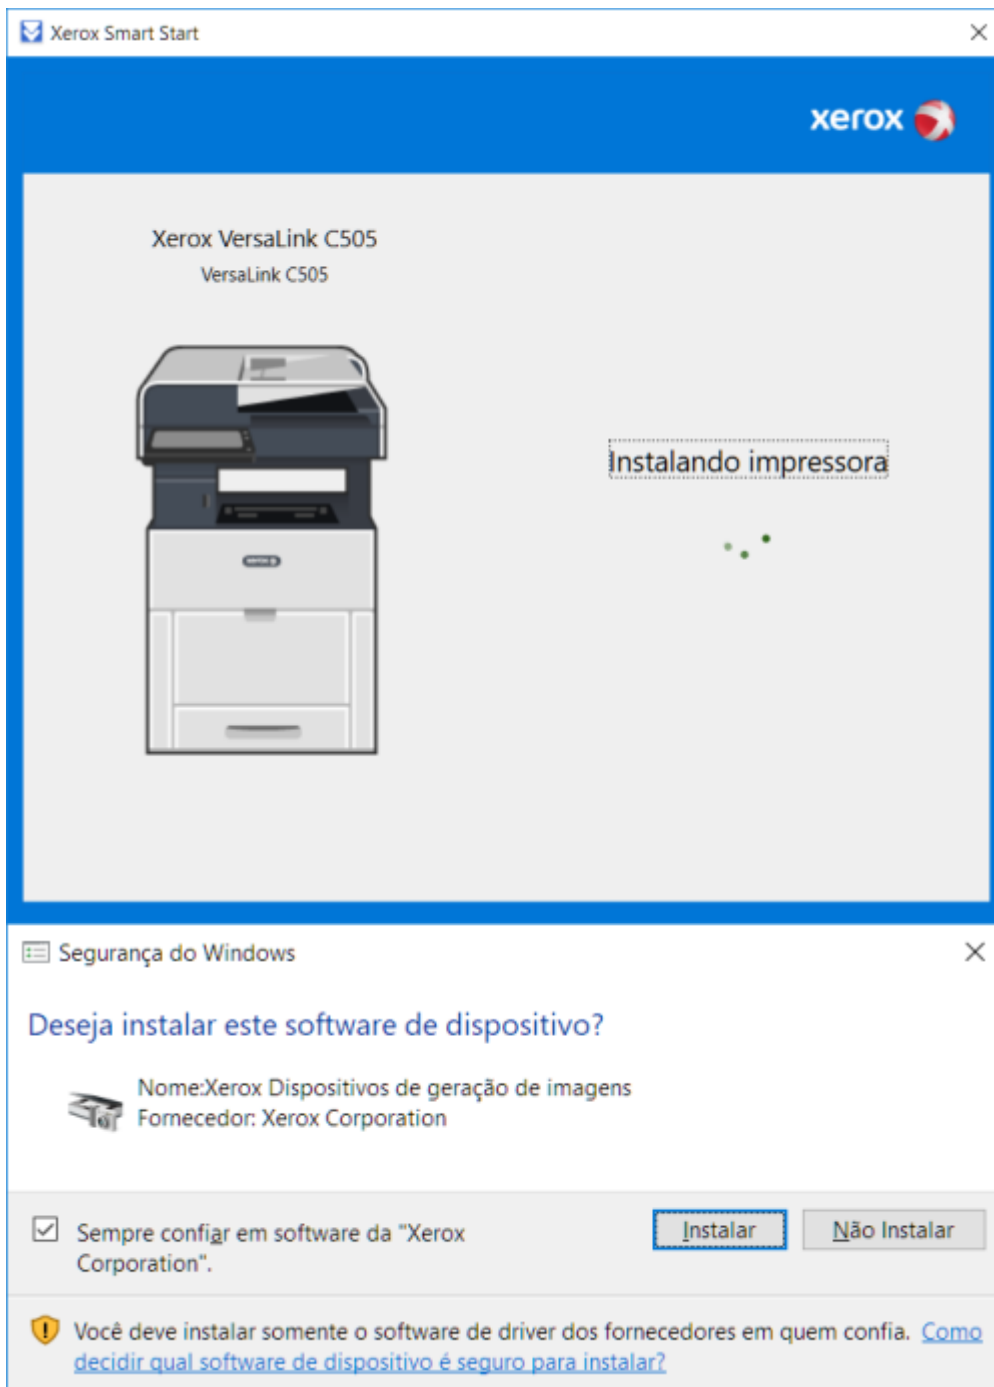 Xerox Smart Start
xerox
Xerox VersaLink C505
VersaLink C505
Instalando impressora
xerox
Segurança do Windows
Deseja instalar este software de dispositivo?
Nome:Xerox Dispositivos de geração de imagens
Fornecedor: Xerox Corporation
Sempre confiar em software da "Xerox
Corporation".
Instalar
Não Instalar
Você deve instalar somente o software de driver dos fornecedores em quem confia. Como
decidir qual software de dispositivo é seguro para instalar?